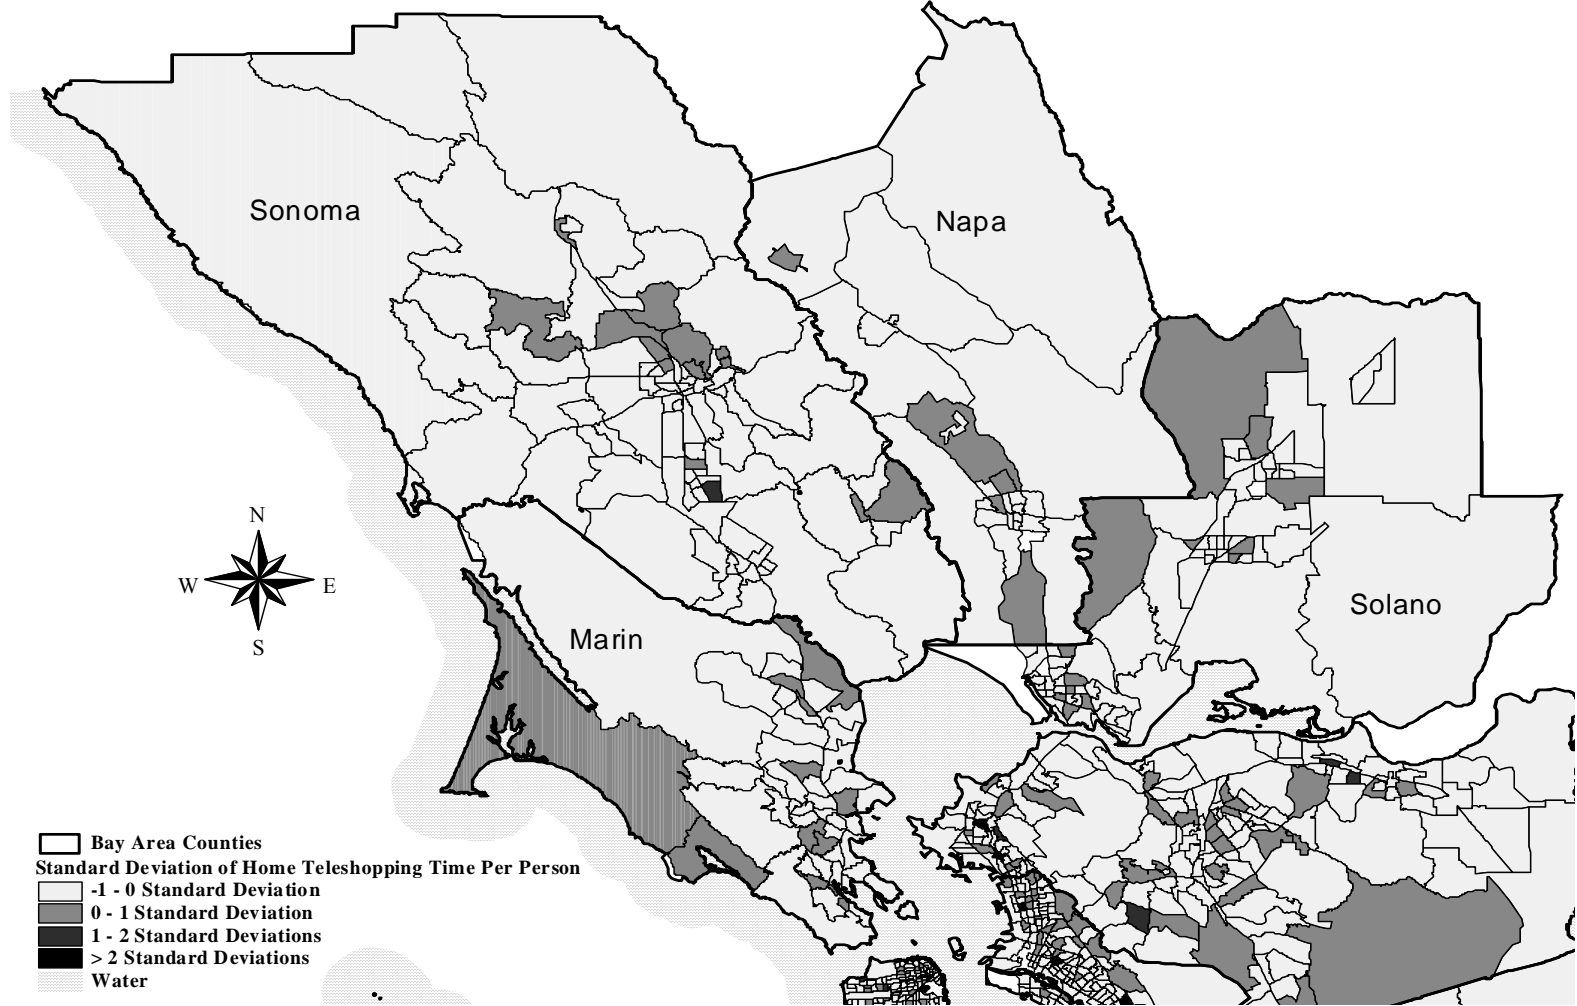 Sonoma
Napa
Solano
Marin
N
W E
S
Bay Area Counties
Standard Deviation of Home Teleshopping Time Per Person
-1 - 0 Standard Deviation
0 - 1 Standard Deviation
1 - 2 Standard Deviations
> 2 Standard Deviations
Water